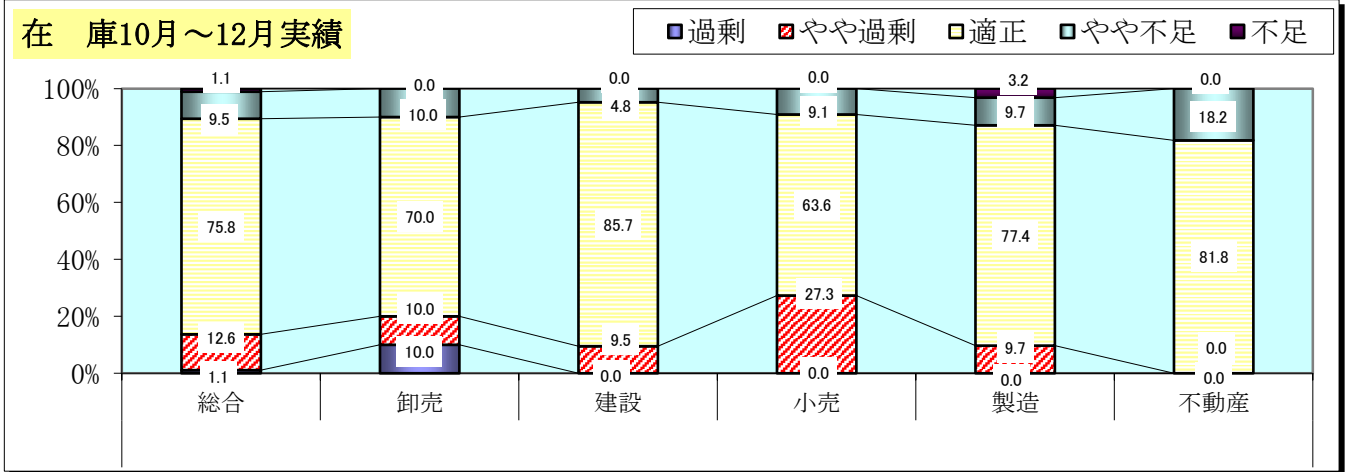 在　庫10月～12月実績
過剰 やや過剰 適正 やや不足 不足
100%
80%
60%
40%
20%
0%
1.1 0.0 0.0 0.0 3.2 0.0
9.5 10.0 4.8 9.1 9.7 18.2
75.8 70.0 85.7 63.6 77.4 81.8
12.6 10.0 9.5 27.3 9.7 0.0
1.1 10.0 0.0 0.0 0.0 0.0
総合 卸売 建設 小売 製造 不動産